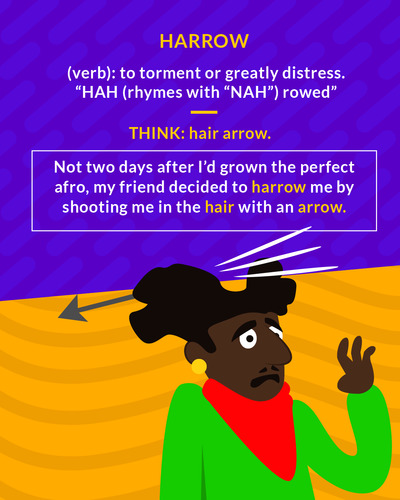 HARROW
(verb): to torment or greatly distress.
“HAH (rhymes with “NAH”) rowed”
THINK: hair arrow.
Not two days after I’d grown the perfect
afro, my friend decided to harrow me by
shooting me in the hair with an arrow.